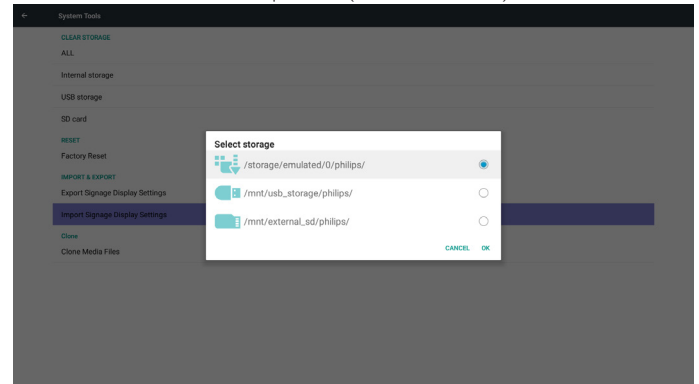 System Tools
CLEAR STORAGE
ALL
Internal storage
USB storage
SD card
RESET
Factory Reset
IMPORT & EXPORT
Export Signage Display Settings
Import Signage Display Settings
Clone
Clone Media Files
Select storage
/storage/emulated/0/philips/
/mnt/usb_storage/philips/
/mnt/external_sd/philips/
CANCEL OK